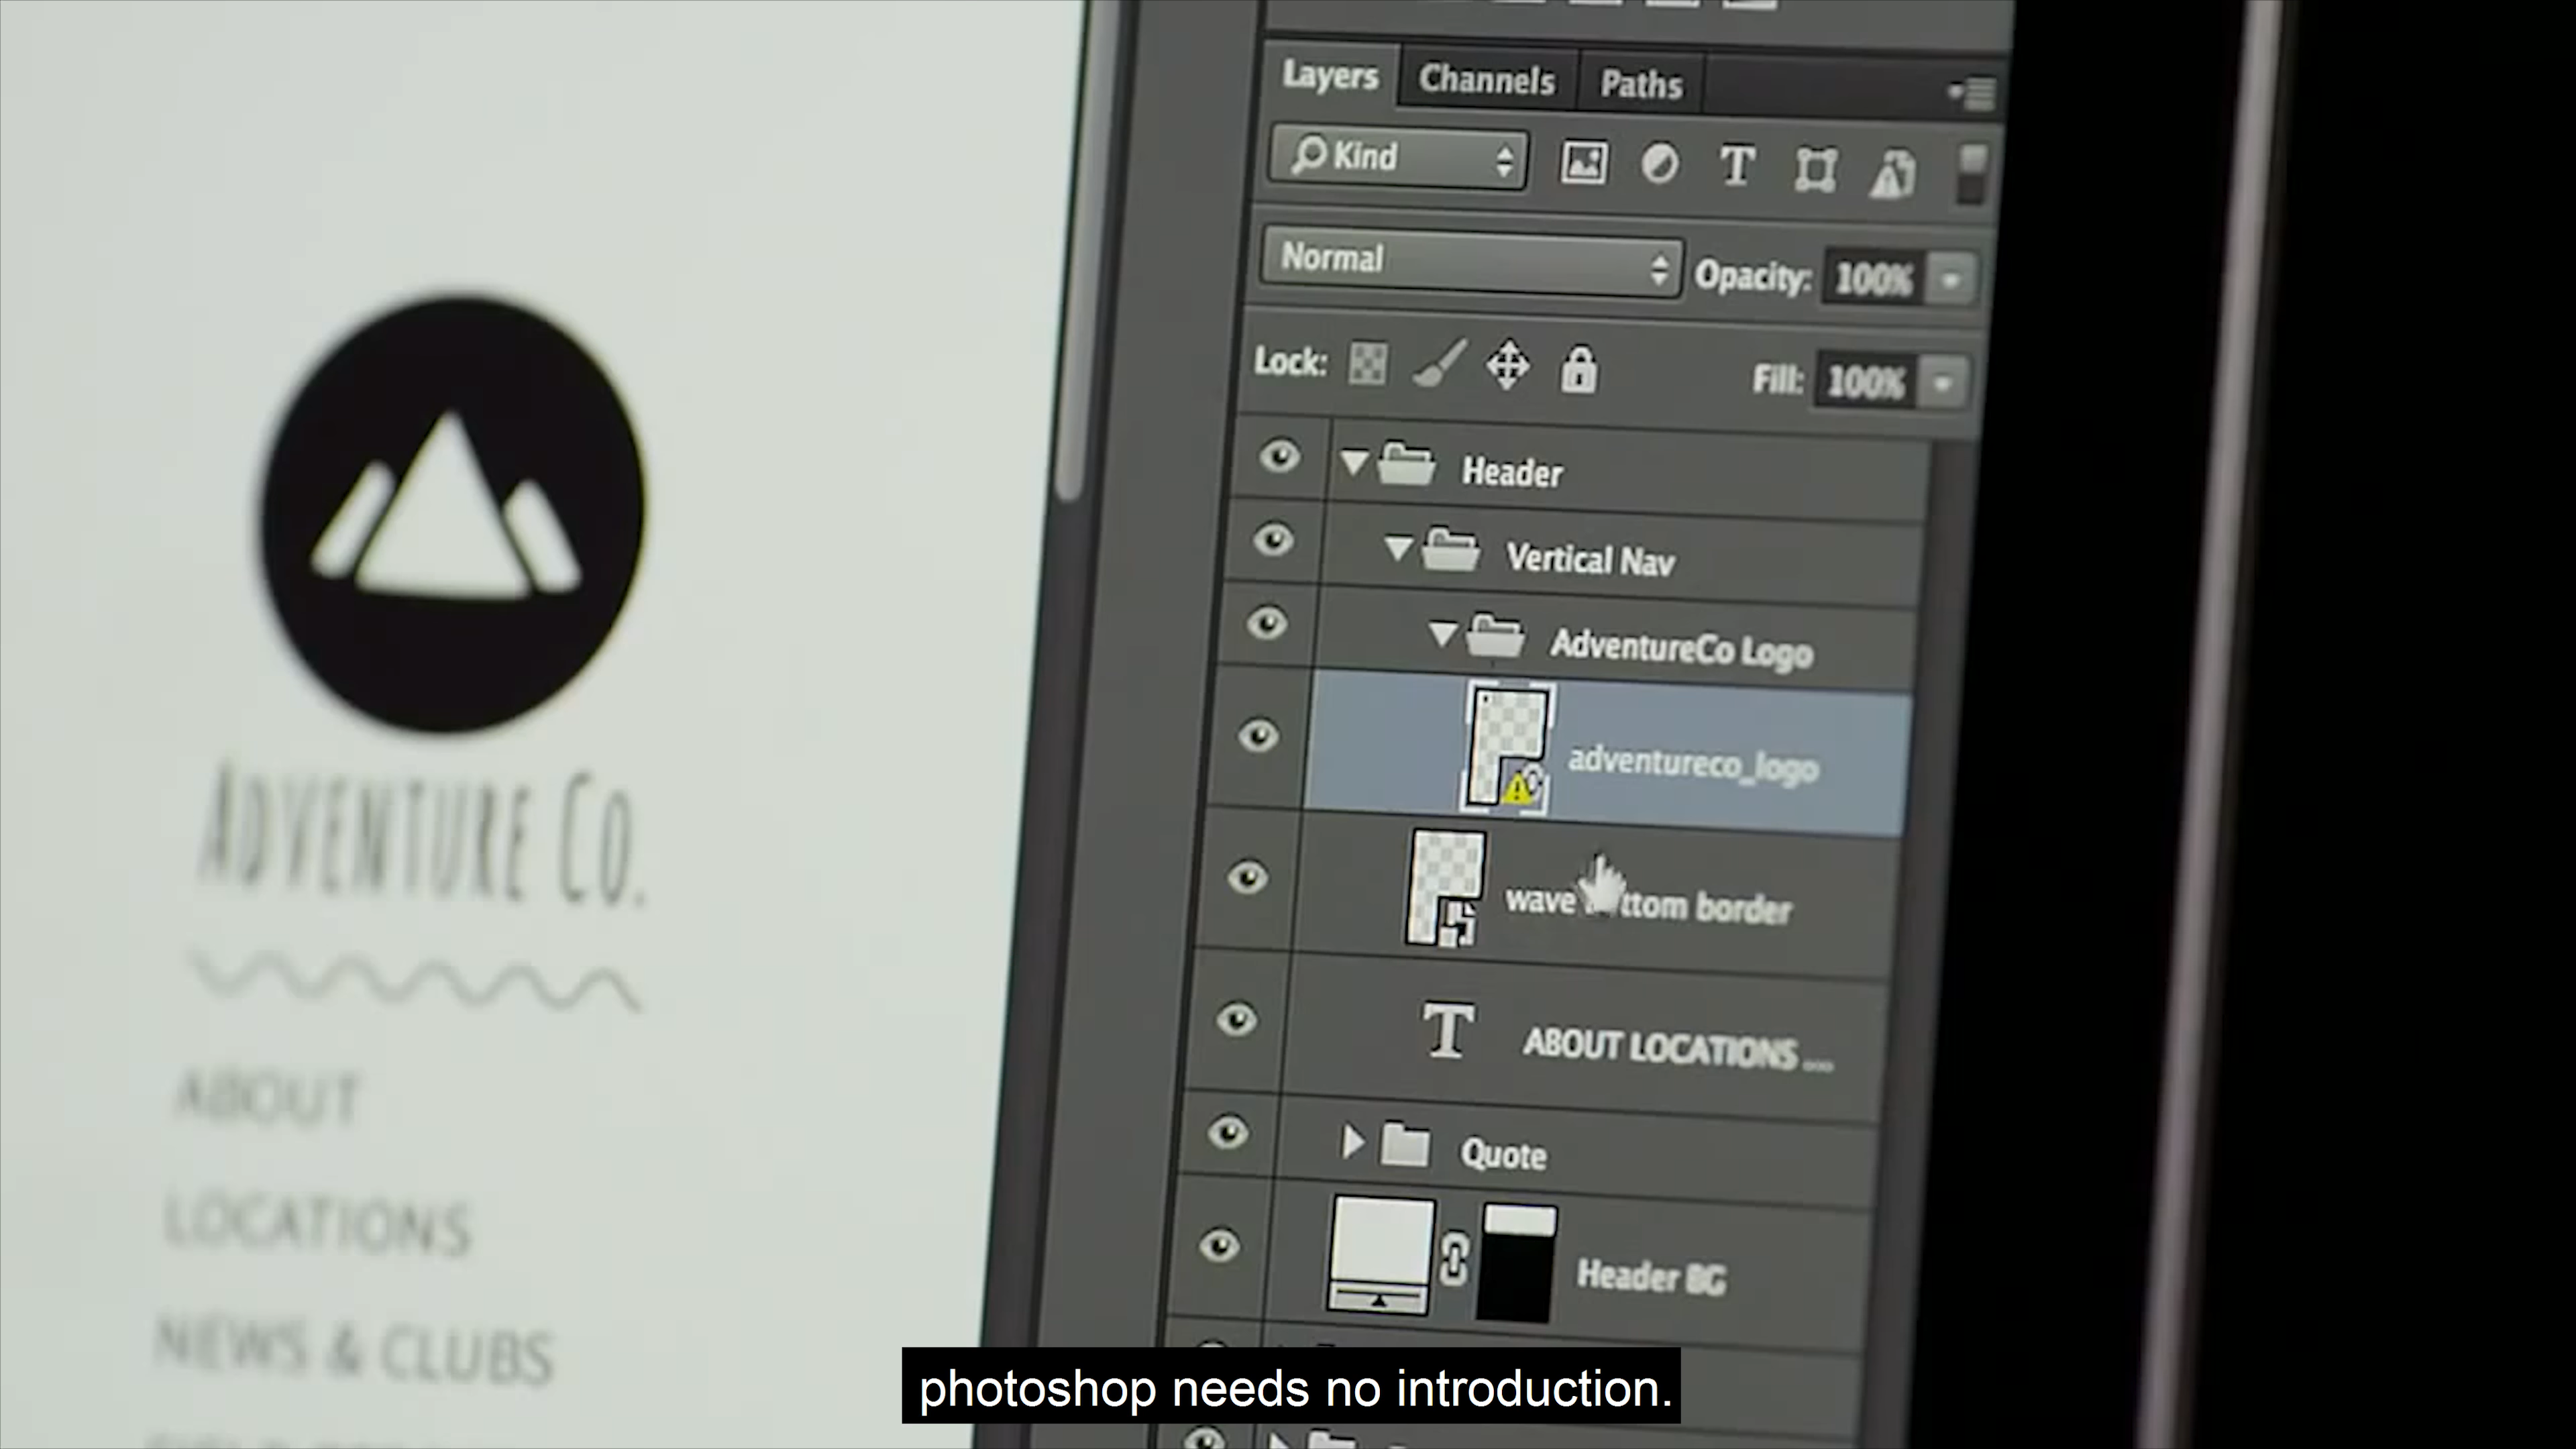 Layers Channels Paths
Kind
Normal Opacity: 100%
Lock: Fill: 100%
Header
Vertical Nav
AdventureCo Logo
adventureco_logo
wave ttom border
ABOUT LOCATIONS ...
Quote
Header BG
ADVENTURE CO.
ABOUT
LOCATIONS
NEWS & CLUBS
photoshop needs no introduction.